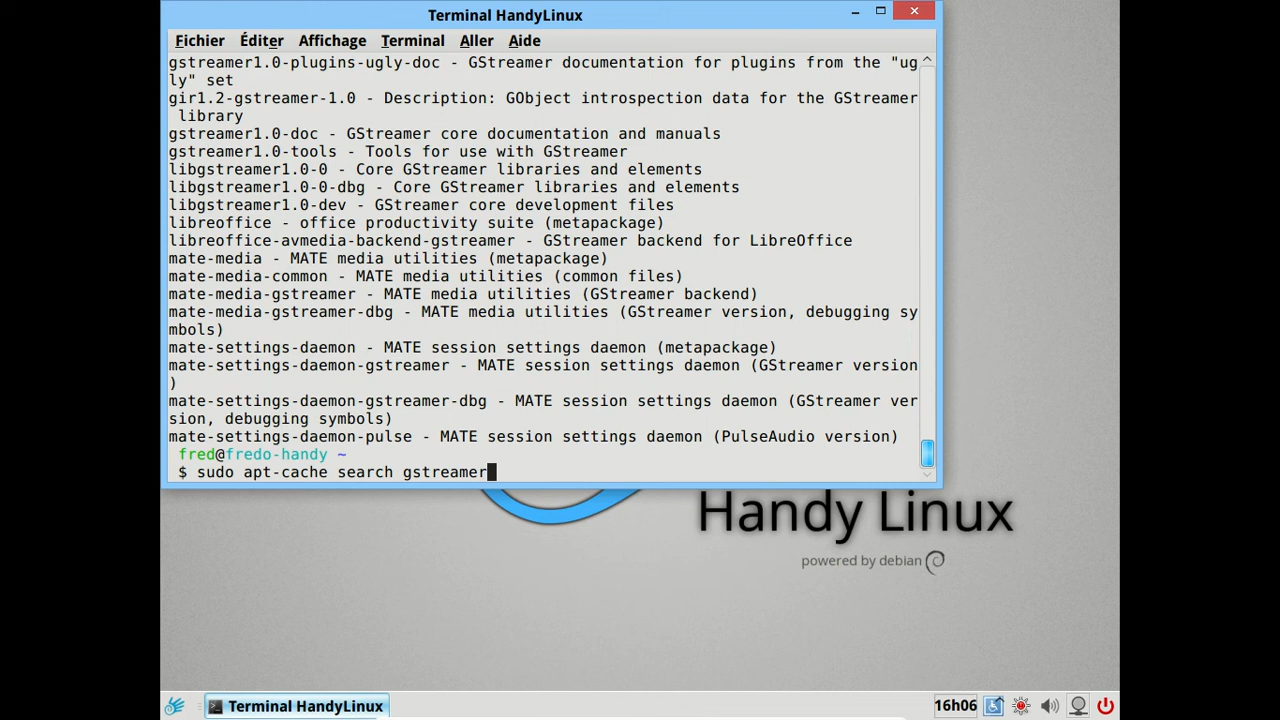 Terminal HandyLinux
Fichier Éditer Affichage Terminal Aller Aide
gstreamer1.0-plugins-ugly-doc - GStreamer documentation for plugins from the "ug
ly" set
gir1.2-gstreamer-1.0 - Description: GObject introspection data for the GStreamer
 library
gstreamer1.0-doc - GStreamer core documentation and manuals
gstreamer1.0-tools - Tools for use with GStreamer
libgstreamer1.0-0 - Core GStreamer libraries and elements
libgstreamer1.0-0-dbg - Core GStreamer libraries and elements
libgstreamer1.0-dev - GStreamer core development files
libreoffice - office productivity suite (metapackage)
libreoffice-avmedia-backend-gstreamer - GStreamer backend for LibreOffice
mate-media - MATE media utilities (metapackage)
mate-media-common - MATE media utilities (common files)
mate-media-gstreamer - MATE media utilities (GStreamer backend)
mate-media-gstreamer-dbg - MATE media utilities (GStreamer version, debugging sy
mbols)
mate-settings-daemon - MATE session settings daemon (metapackage)
mate-settings-daemon-gstreamer - MATE session settings daemon (GStreamer version
)
mate-settings-daemon-gstreamer-dbg - MATE session settings daemon (GStreamer ver
sion, debugging symbols)
mate-settings-daemon-pulse - MATE session settings daemon (PulseAudio version)
fred@fredo-handy ~
$ sudo apt-cache search gstreamer
Handy Linux
powered by debian
Terminal HandyLinux
16h06